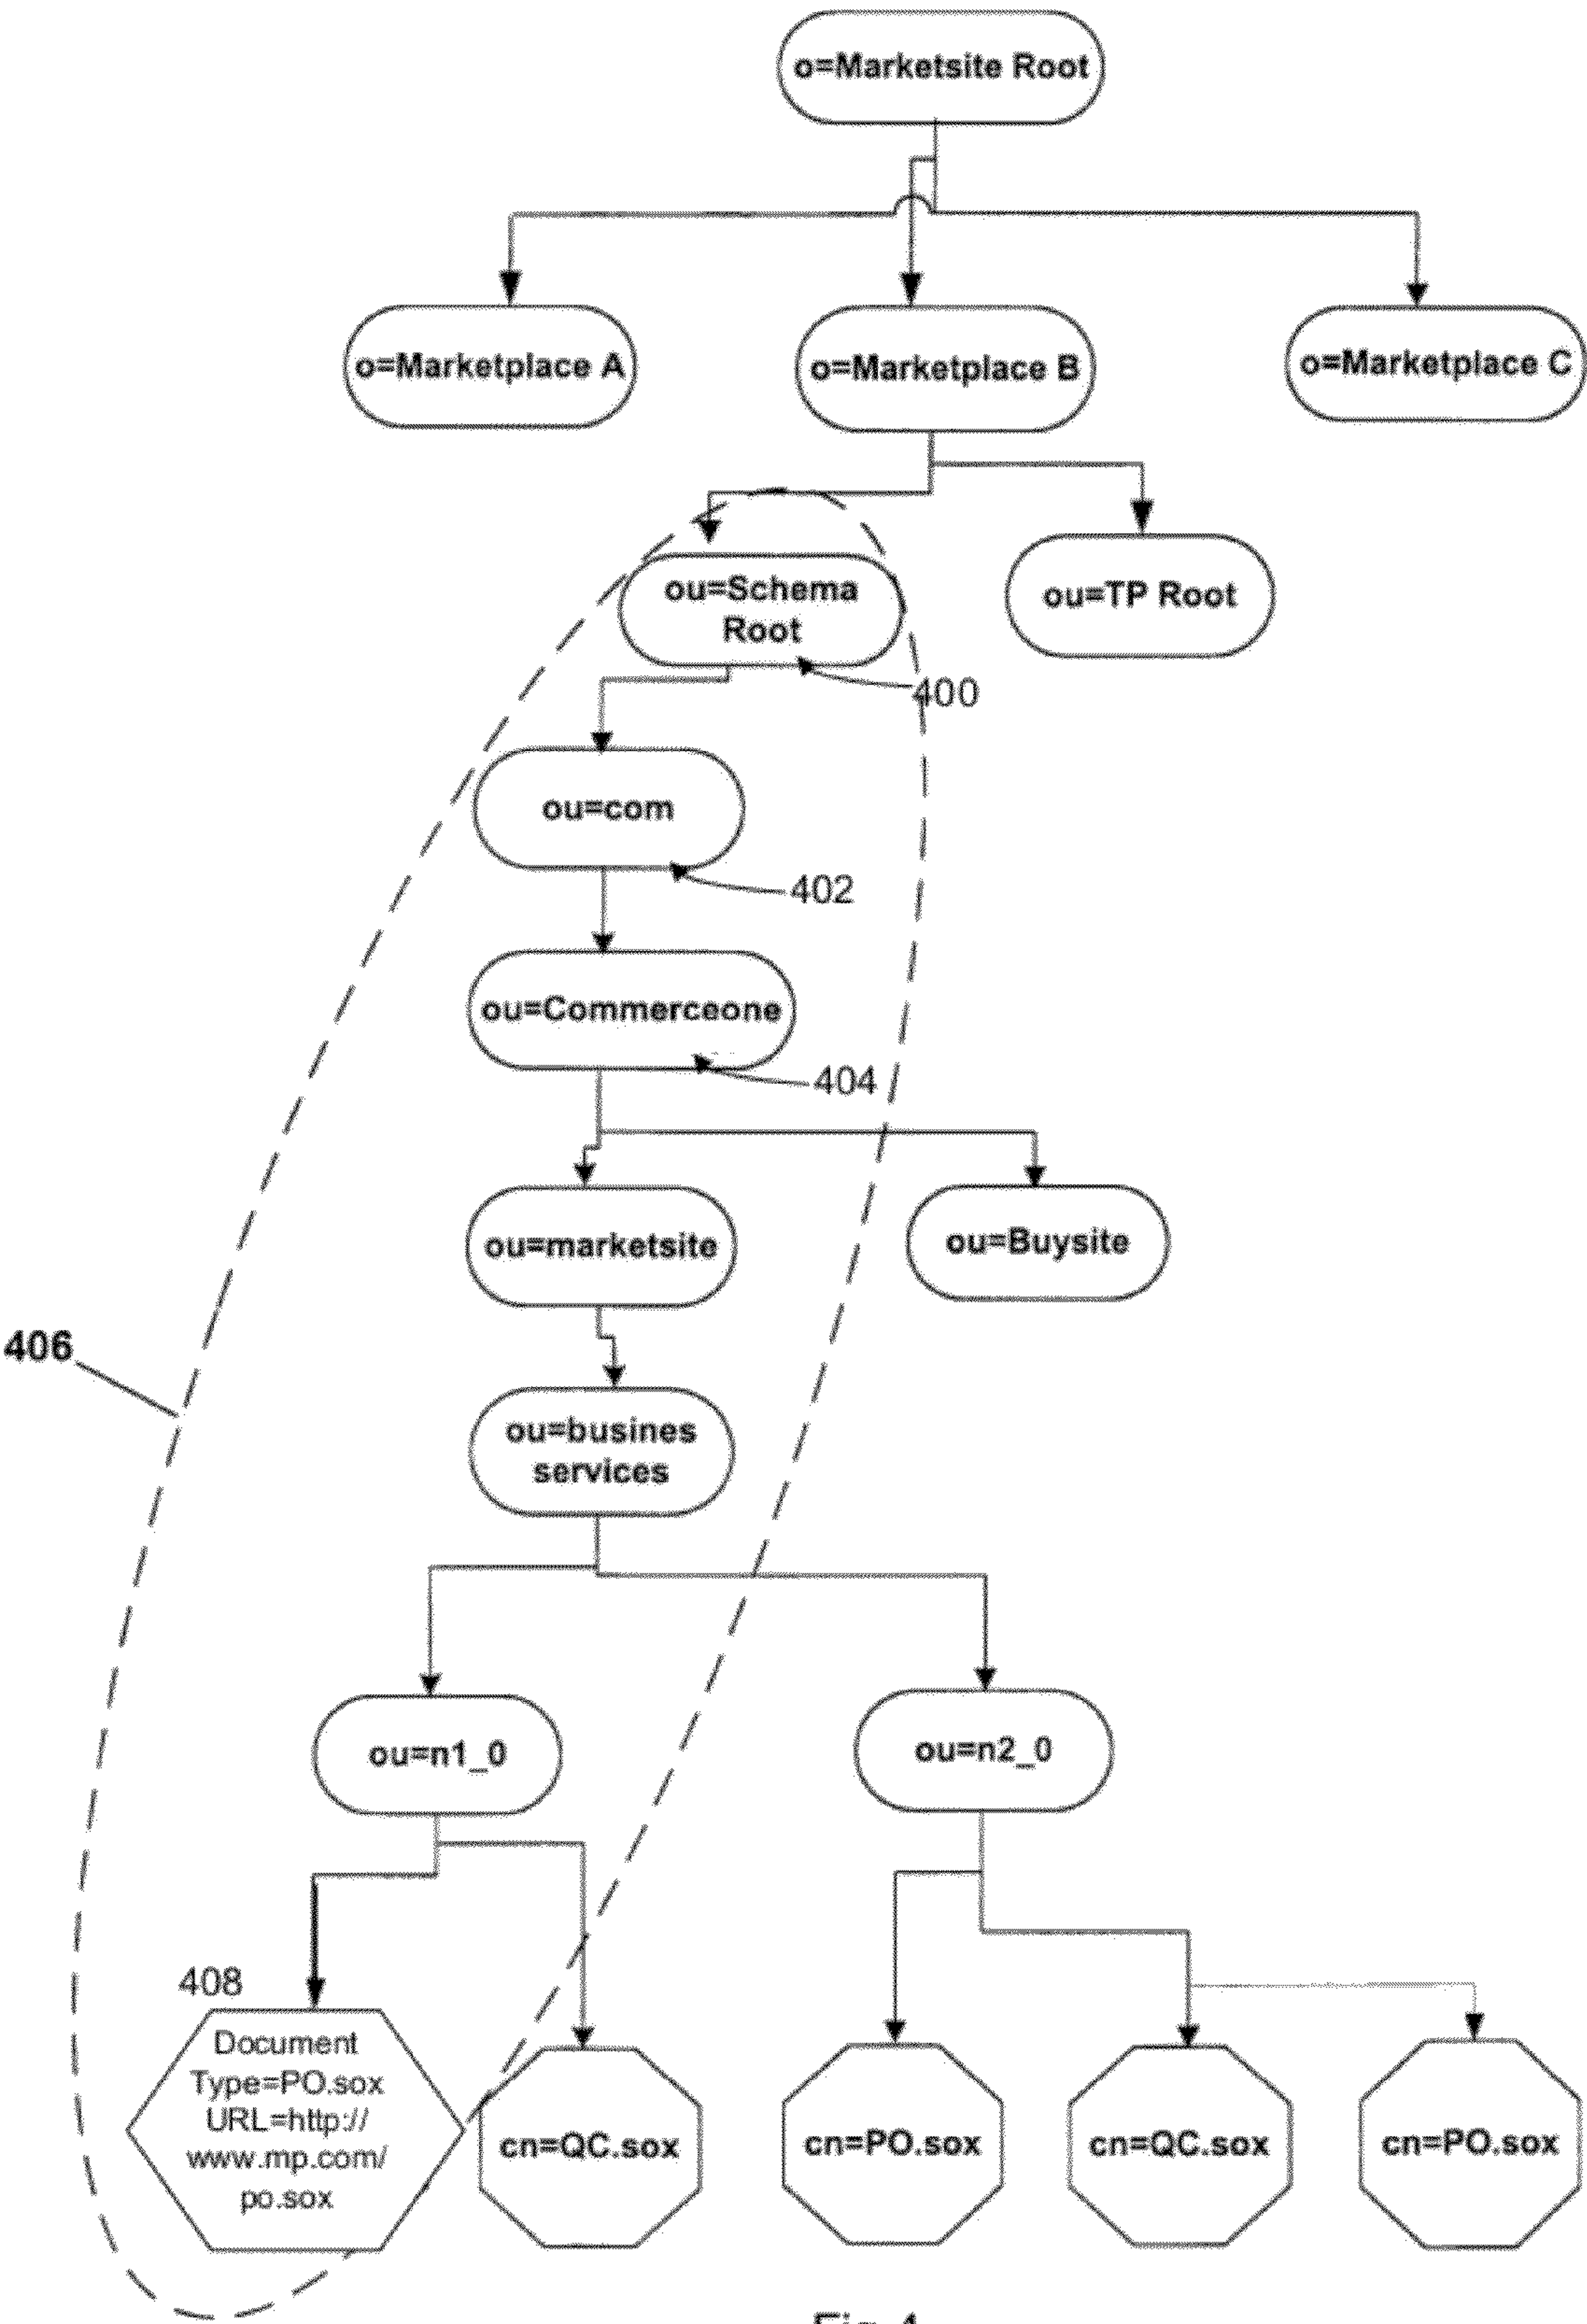 o=Marketsite Root
o=Marketplace A
o=Marketplace B
o=Marketplace C
ou=Schema
Root
ou=TP Root
400
ou=com
402
ou=Commerceone
404
ou=marketsite
ou=Buysite
406
ou=busines
services
ou=n1_0
ou=n2_0
408
Document
Type=PO.sox
URL=http://
www.mp.com/
po.sox
cn=QC.sox
cn=PO.sox
cn=QC.sox
cn=PO.sox